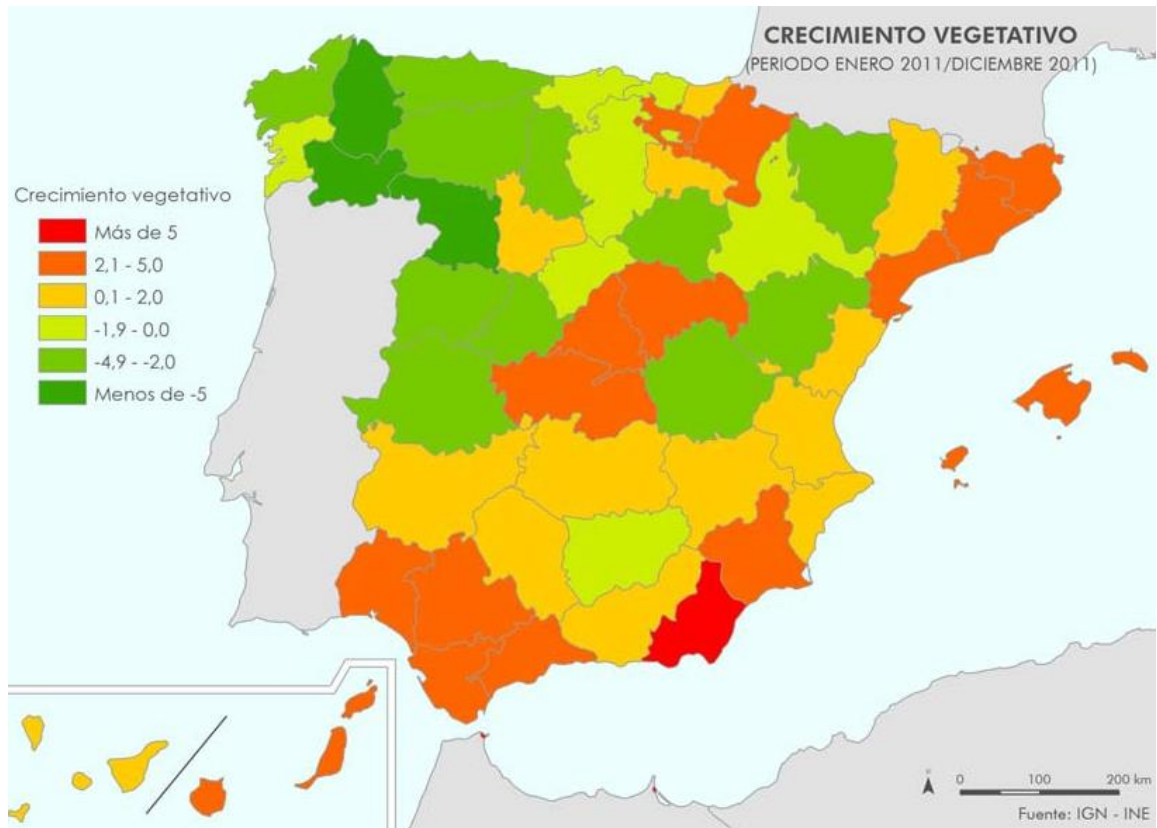 CRECIMIENTO VEGETATIVO
(PERIODO ENERO 2011/DICIEMBRE 2011)
Crecimiento vegetativo
Más de 5
2,1 - 5,0
0,1 - 2,0
-1,9 - 0,0
-4,9 - -2,0
Menos de -5
0 100 200 km
Fuente: IGN - INE